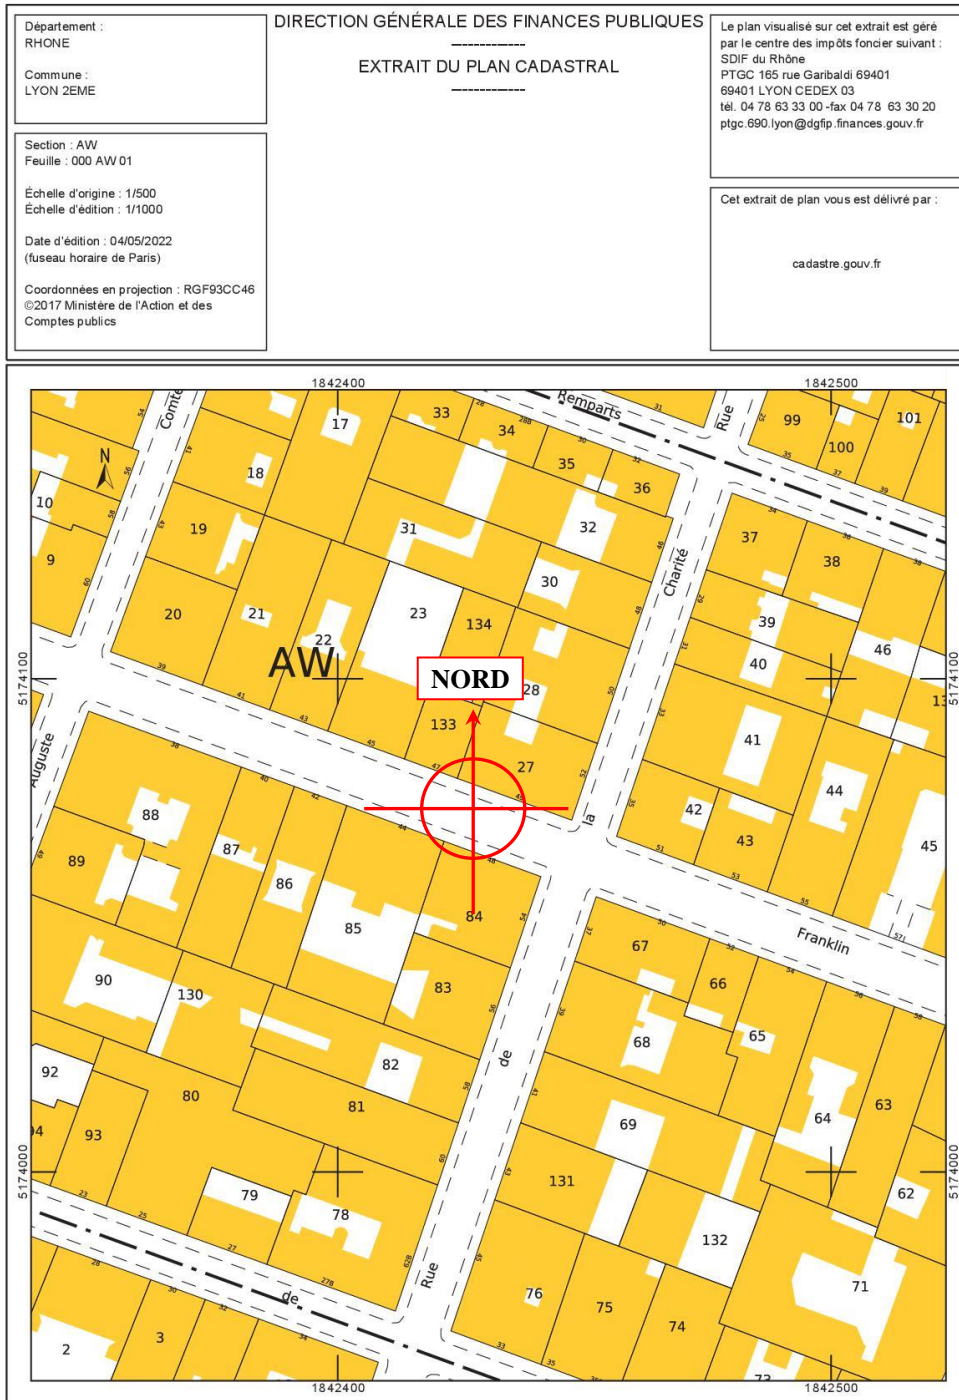 Département :
RHONE
Commune :
LYON 2EME
Section : AW
Feuille : 000 AW 01
Échelle d'origine : 1/500
Échelle d'édition : 1/1000
Date d'édition : 04/05/2022
(fuseau horaire de Paris)
Coordonnées en projection : RGF93CC46
©2017 Ministère de l'Action et des
Comptes publics
DIRECTION GÉNÉRALE DES FINANCES PUBLIQUES
-------------
EXTRAIT DU PLAN CADASTRAL
-------------
Le plan visualisé sur cet extrait est géré
par le centre des impôts foncier suivant :
SDIF du Rhône
PTGC 165 rue Garibaldi 69401
69401 LYON CEDEX 03
tél. 04 78 63 33 00 -fax 04 78 63 30 20
ptgc.690.lyon@dgfip.finances.gouv.fr
Cet extrait de plan vous est délivré par :
cadastre.gouv.fr
1842400
1842500
Comte
Remparts
Rue
17
33
34
35
36
99
100
101
N
18
10
9
19
31
32
37
38
Charité
30
20
21
22
23
134
39
40
46
AW
NORD
28
5174100
5174100
133
27
41
Auguste
88
42
43
44
45
la
89
87
86
85
84
Franklin
90
130
83
67
66
68
65
82
de
92
80
81
69
64
63
94
93
5174000
5174000
79
78
131
62
132
Rue
71
de
76
75
74
2
3
73
1842400
1842500